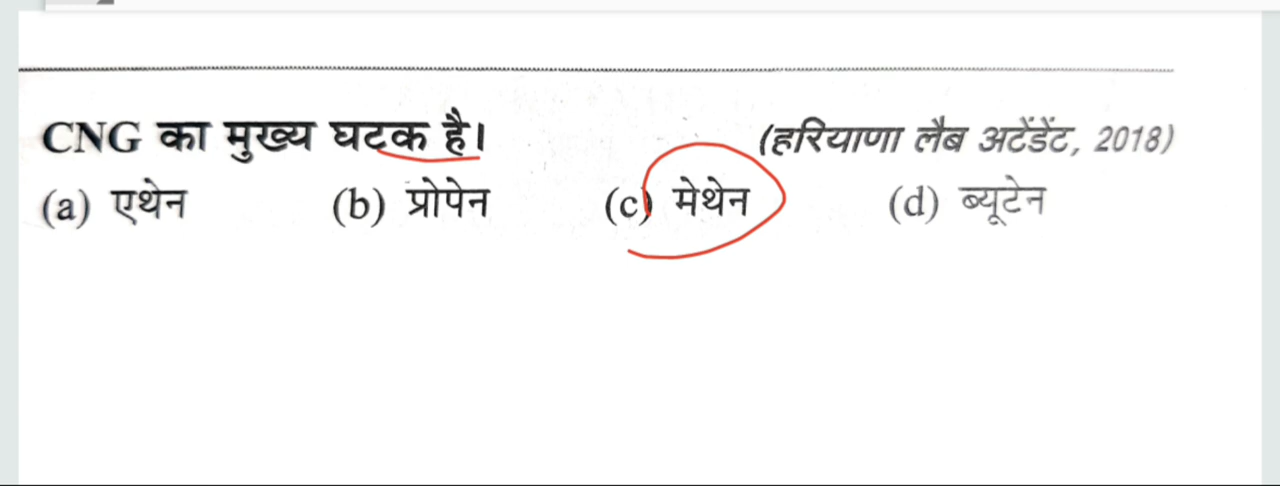 CNG का मुख्य घटक है। (हरियाणा लैब अटेंडेंट, 2018)
(a) एथेन (b) प्रोपेन (c) मेथेन (d) ब्यूटेन